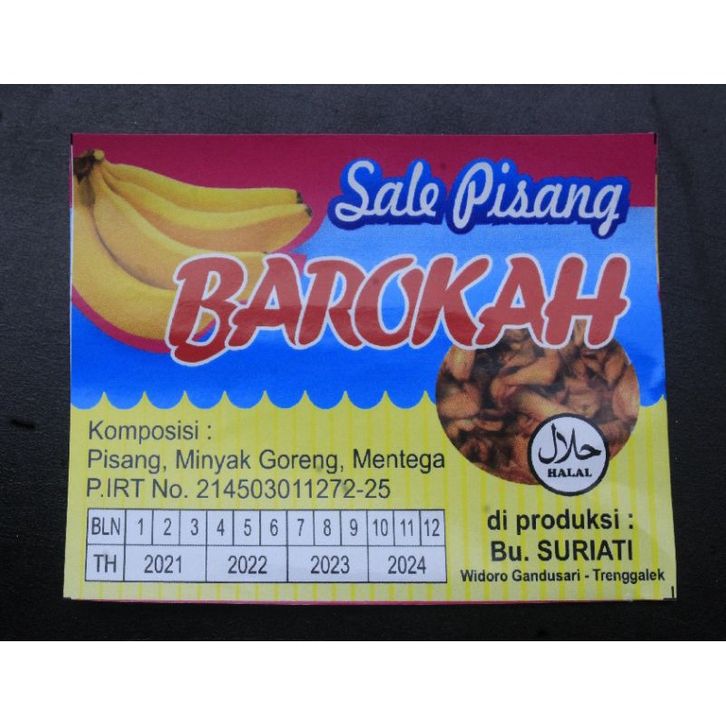 Sale Pisang
BAROKAH
Komposisi :
Pisang, Minyak Goreng, Mentega
P.IRT No. 214503011272-25
BLN 1 2 3 4 5 6 7 8 9 10 11 12
TH 2021 2022 2023 2024
حلال
HALAL
di produksi :
Bu. SURIATI
Widoro Gandusari - Trenggalek